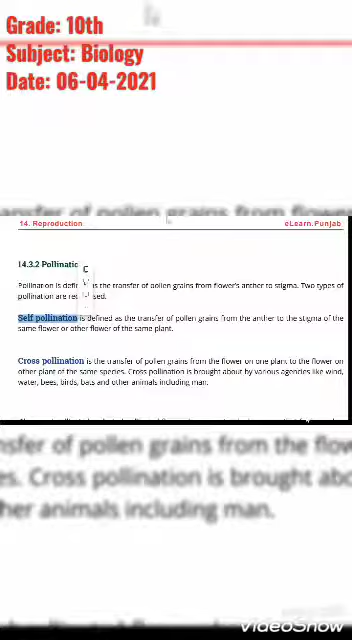 Grade: 10th
Subject: Biology
Date: 06-04-2021
14. Reproduction
eLearn.Punjab
14.3.2 Pollinatio
Pollination is defin is the transfer of pollen grains from flower's anther to stigma. Two types of
pollination are rec sed.
Self pollination is defined as the transfer of pollen grains from the anther to the stigma of the
same flower or other flower of the same plant.
Cross pollination is the transfer of pollen grains from the flower on one plant to the flower on
other plant of the same species. Cross pollination is brought about by various agencies like wind,
water, bees, birds, bats and other animals including man.
nsfer of pollen grains from the flow
es. Cross pollination is brought abo
her animals including man.
VideoShow